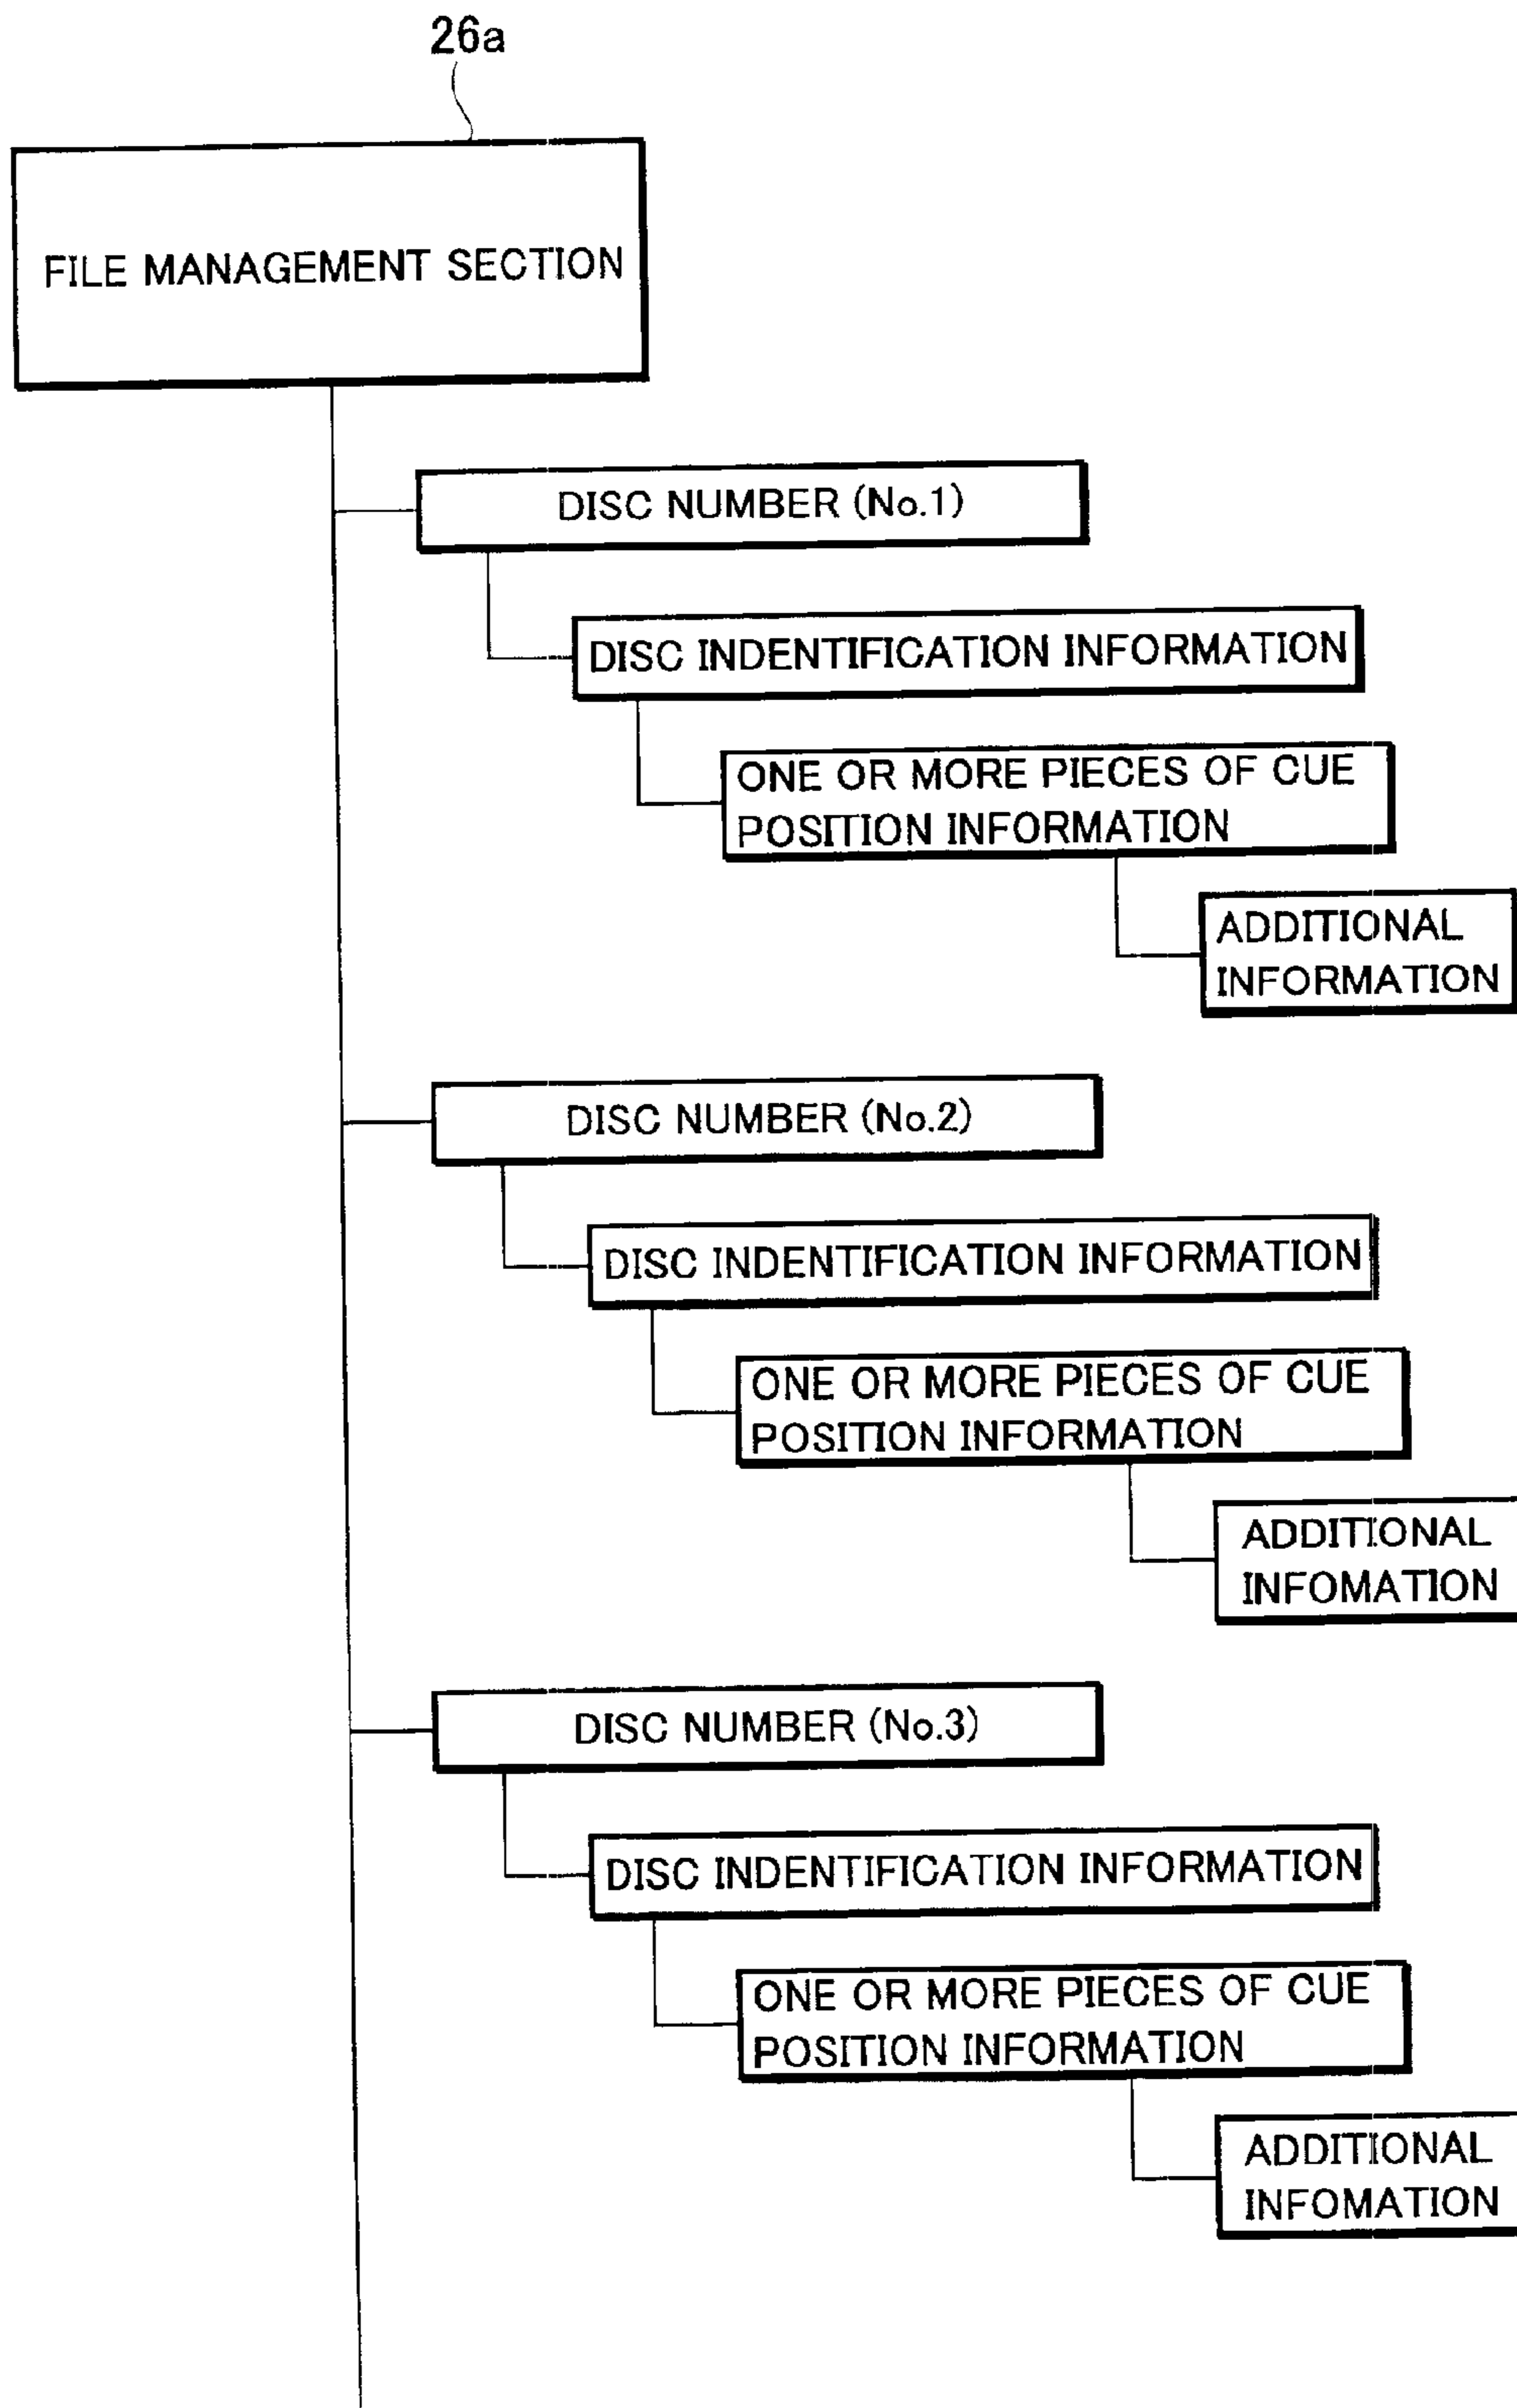 26a
FILE MANAGEMENT SECTION
DISC NUMBER (No.1)
DISC INDENTIFICATION INFORMATION
ONE OR MORE PIECES OF CUE
POSITION INFORMATION
ADDITIONAL
INFORMATION
DISC NUMBER (No.2)
DISC INDENTIFICATION INFORMATION
ONE OR MORE PIECES OF CUE
POSITION INFORMATION
ADDITIONAL
INFOMATION
DISC NUMBER (No.3)
DISC INDENTIFICATION INFORMATION
ONE OR MORE PIECES OF CUE
POSITION INFORMATION
ADDITIONAL
INFOMATION